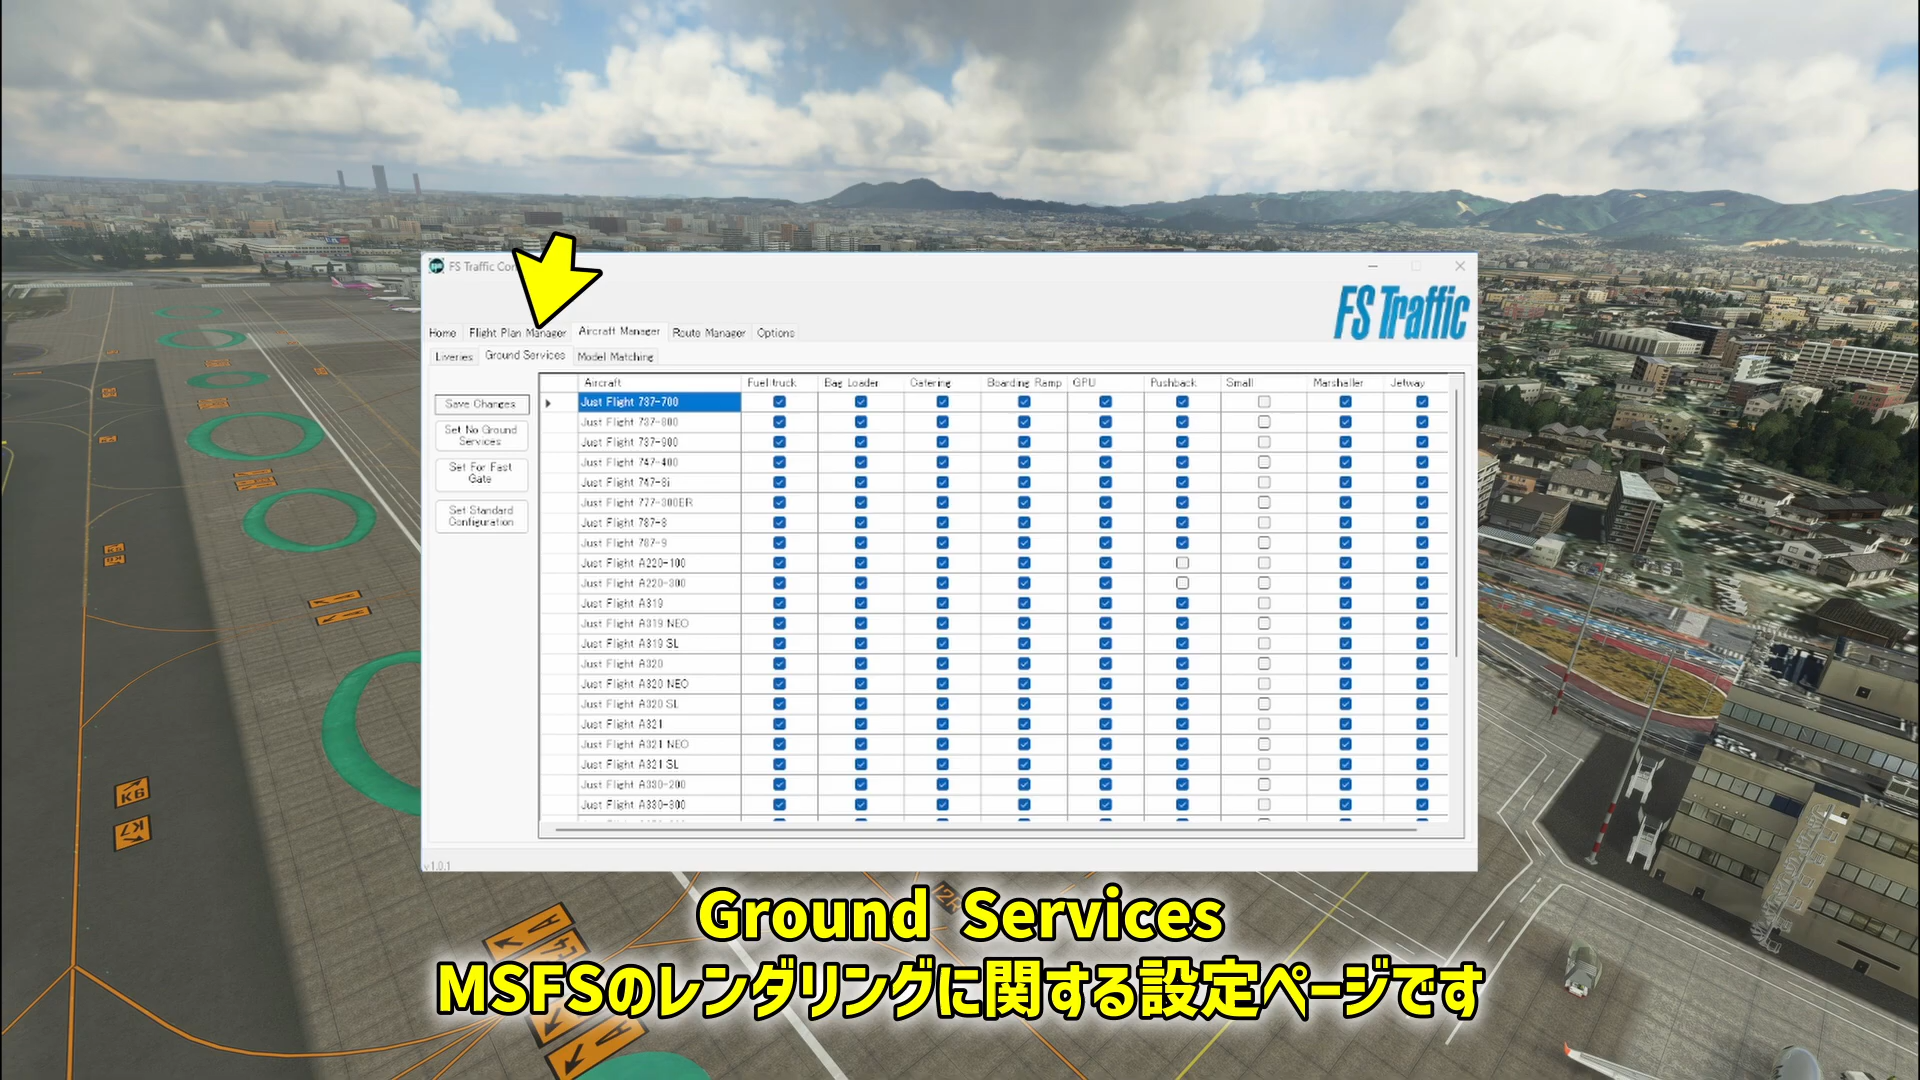 FS Traffic Con
FS Traffic
Home Flight Plan Manager Aircraft Manager Route Manager Options
Liveries Ground Services Model Matching
Save Changes
Set No Ground
Services
Set For Fast
Gate
Set Standard
Configuration
Aircraft Fuel truck Bag Loader Catering Boarding Ramp GPU Pushback Small Marshaller Jetway
Just Flight 737-700
Just Flight 737-800
Just Flight 737-900
Just Flight 747-400
Just Flight 747-8i
Just Flight 777-300ER
Just Flight 787-8
Just Flight 787-9
Just Flight A220-100
Just Flight A220-300
Just Flight A319
Just Flight A319 NEO
Just Flight A319 SL
Just Flight A320
Just Flight A320 NEO
Just Flight A320 SL
Just Flight A321
Just Flight A321 NEO
Just Flight A321 SL
Just Flight A330-200
Just Flight A330-300
v1.0.1
K6
K7
Ground Services
MSFSのレンダリングに関する設定ページです